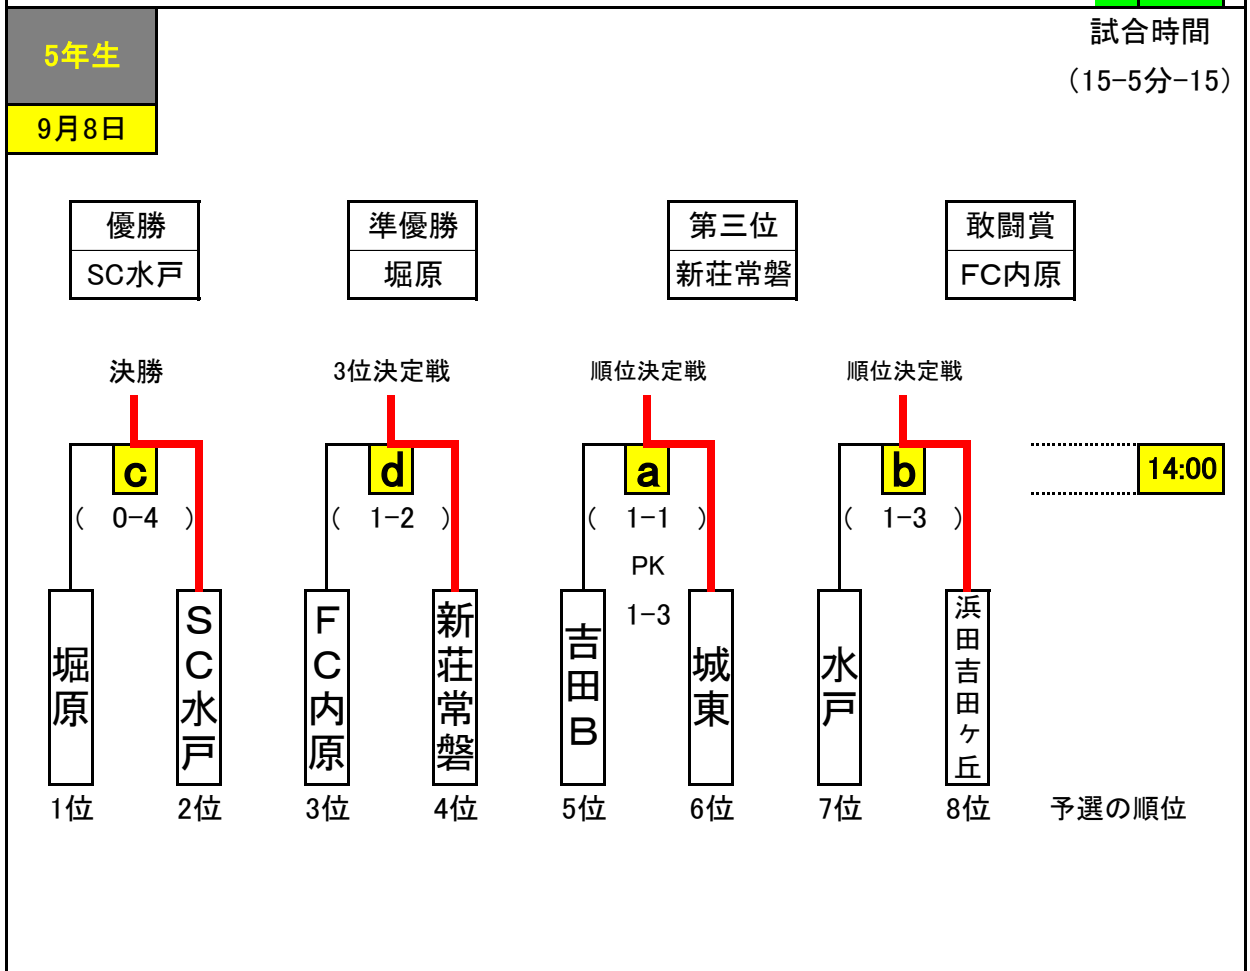 5年生
9月8日
試合時間
（15-5分-15）
優勝
SC水戸
準優勝
堀原
第三位
新荘常磐
敢闘賞
FC内原
決勝
3位決定戦
順位決定戦
順位決定戦
c
d
a
b
14:00
( 0-4 )
( 1-2 )
( 1-1 )
( 1-3 )
PK
1-3
堀原
SC水戸
FC内原
新荘常磐
吉田B
城東
水戸
浜田吉田ヶ丘
1位
2位
3位
4位
5位
6位
7位
8位
予選の順位